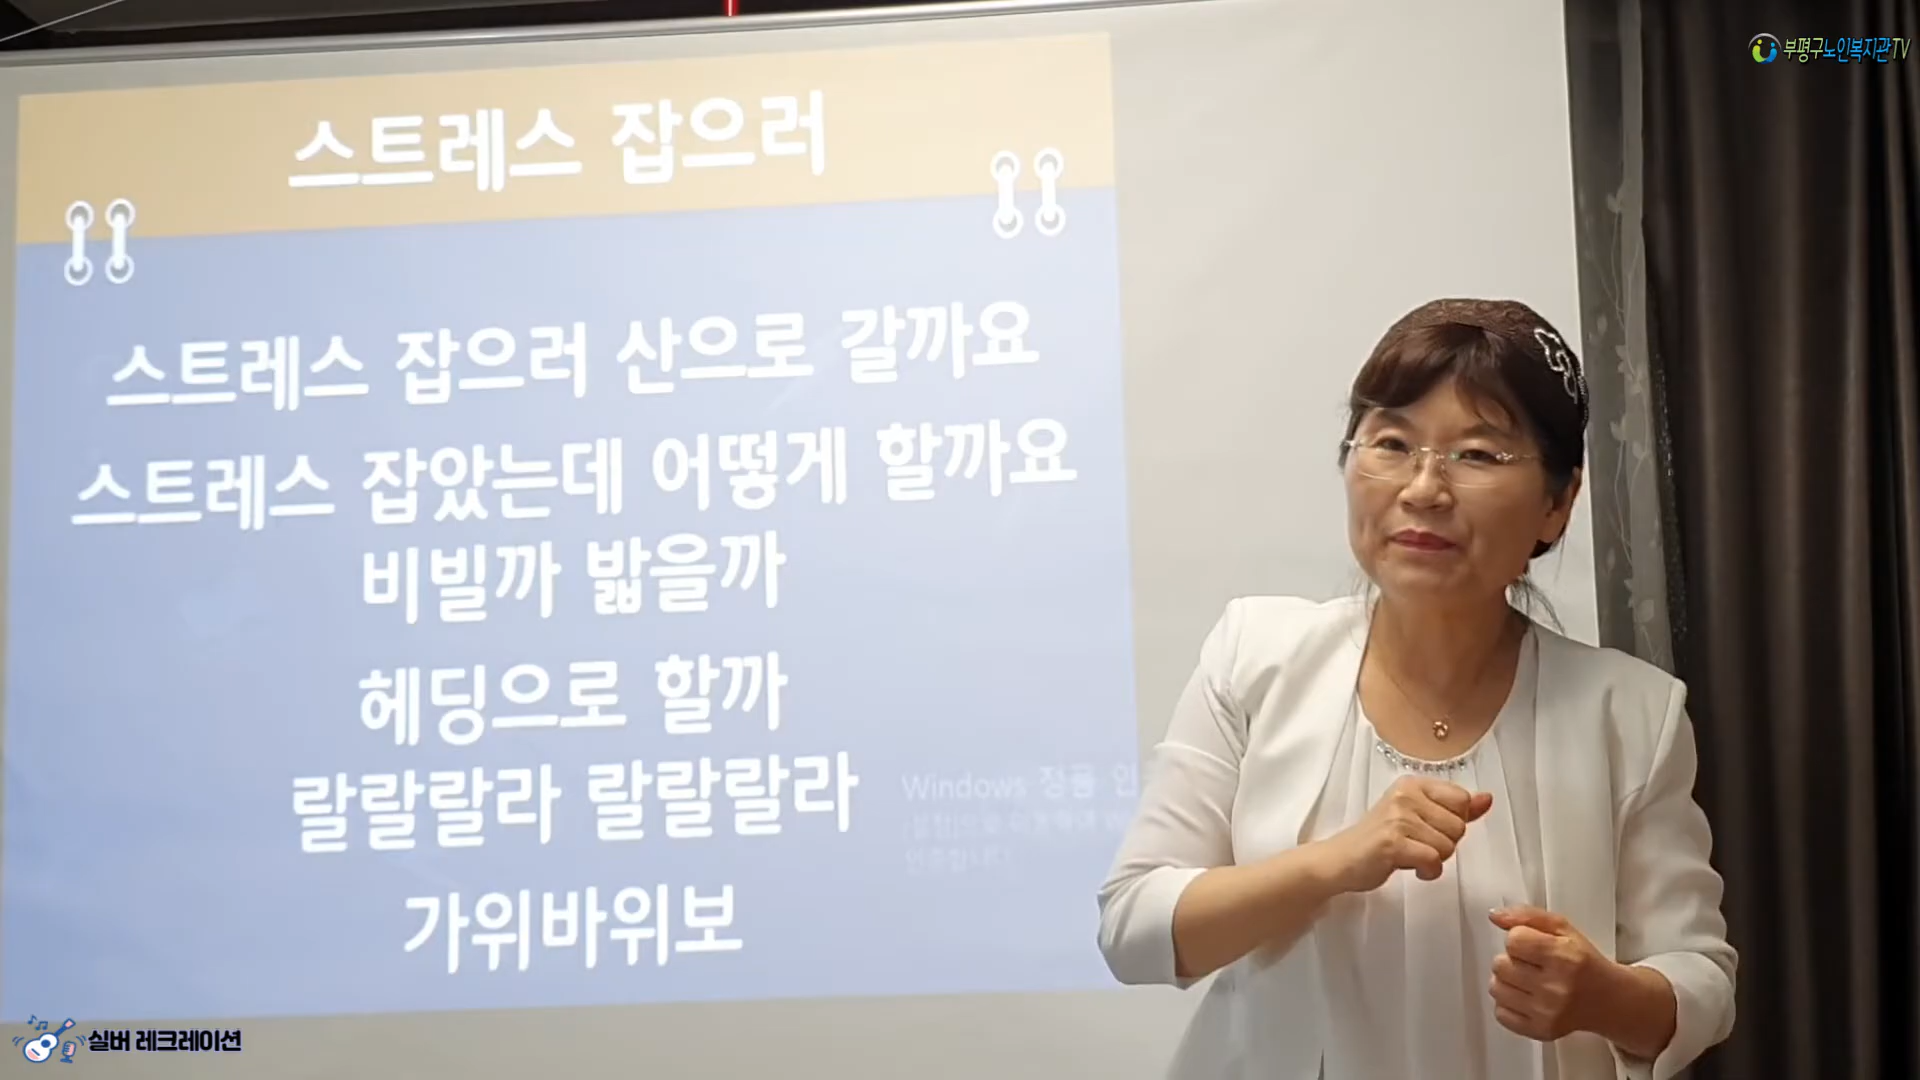 부평구노인복지관TV
스트레스 잡으러
스트레스 잡으러 산으로 갈까요
스트레스 잡았는데 어떻게 할까요
비빌까 밟을까
헤딩으로 할까
랄랄랄라 랄랄랄라
가위바위보
Windows 정품 인
실버 레크레이션